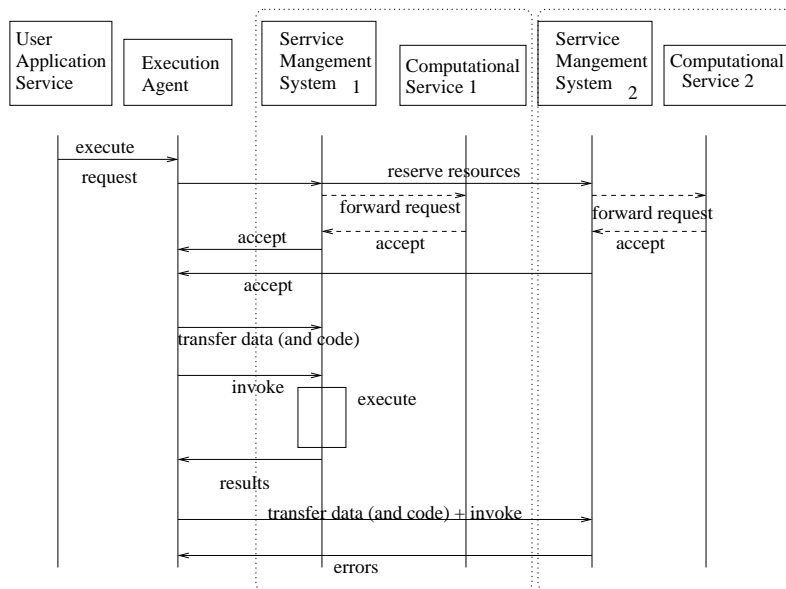 User
Application
Service
Execution
Agent
Serrvice
Mangement
System 1
Computational
Service 1
Serrvice
Mangement
System 2
Computational
Service 2
execute
request
reserve resources
forward request
forward request
accept
accept
accept
accept
transfer data (and code)
invoke
execute
results
transfer data (and code) + invoke
errors